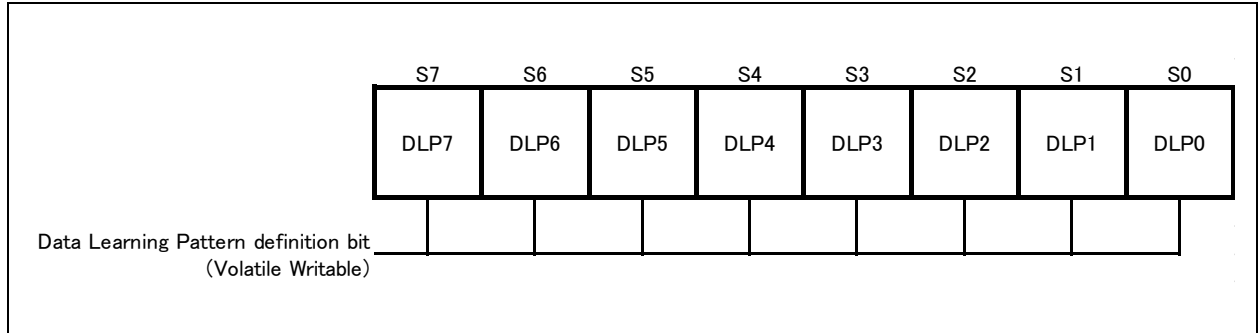 S7 S6 S5 S4 S3 S2 S1 S0
DLP7 DLP6 DLP5 DLP4 DLP3 DLP2 DLP1 DLP0
Data Learning Pattern definition bit
(Volatile Writable)